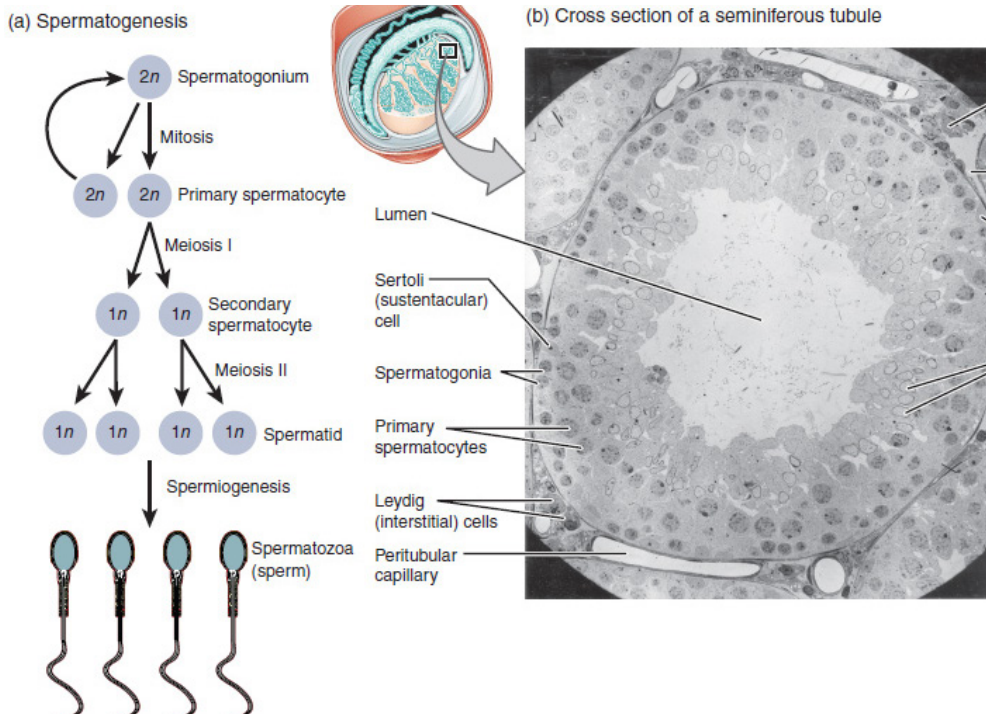 (a) Spermatogenesis
2n
Spermatogonium
Mitosis
2n
2n
Primary spermatocyte
Meiosis I
1n
1n
Secondary
spermatocyte
Meiosis II
1n
1n
1n
1n
Spermatid
Spermiogenesis
Spermatozoa
(sperm)
(b) Cross section of a seminiferous tubule
Lumen
Sertoli
(sustentacular)
cell
Spermatogonia
Primary
spermatocytes
Leydig
(interstitial) cells
Peritubular
capillary